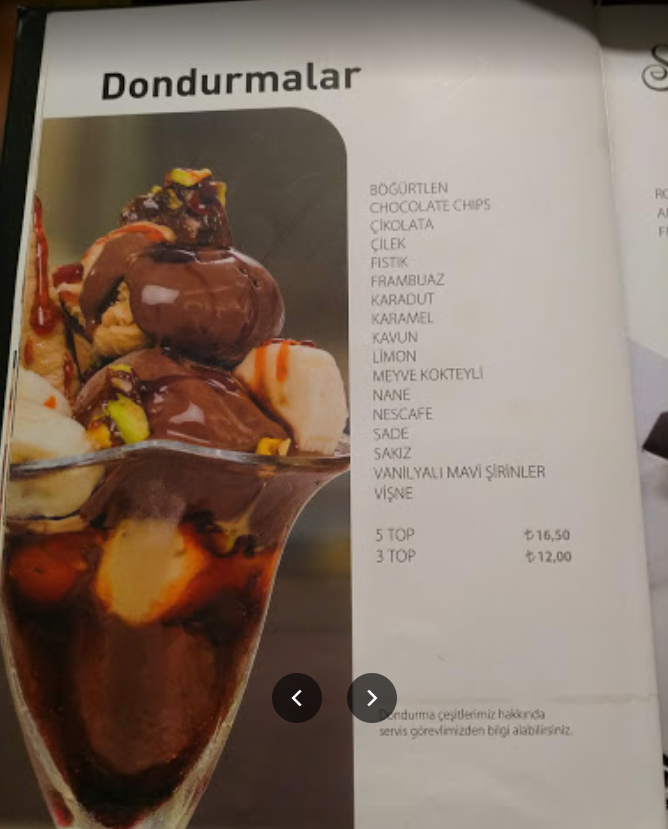 Dondurmalar
BÖĞÜRTLEN
CHOCOLATE CHIPS
ÇİKOLATA
ÇİLEK
FISTIK
FRAMBUAZ
KARADUT
KARAMEL
KAVUN
LİMON
MEYVE KOKTEYLİ
NANE
NESCAFE
SADE
SAKIZ
VANİLYALI MAVİ ŞİRİNLER
VİŞNE
5 TOP ₺16,50
3 TOP ₺12,00
Dondurma çeşitlerimiz hakkında
servis görevlimizden bilgi alabilirsiniz.